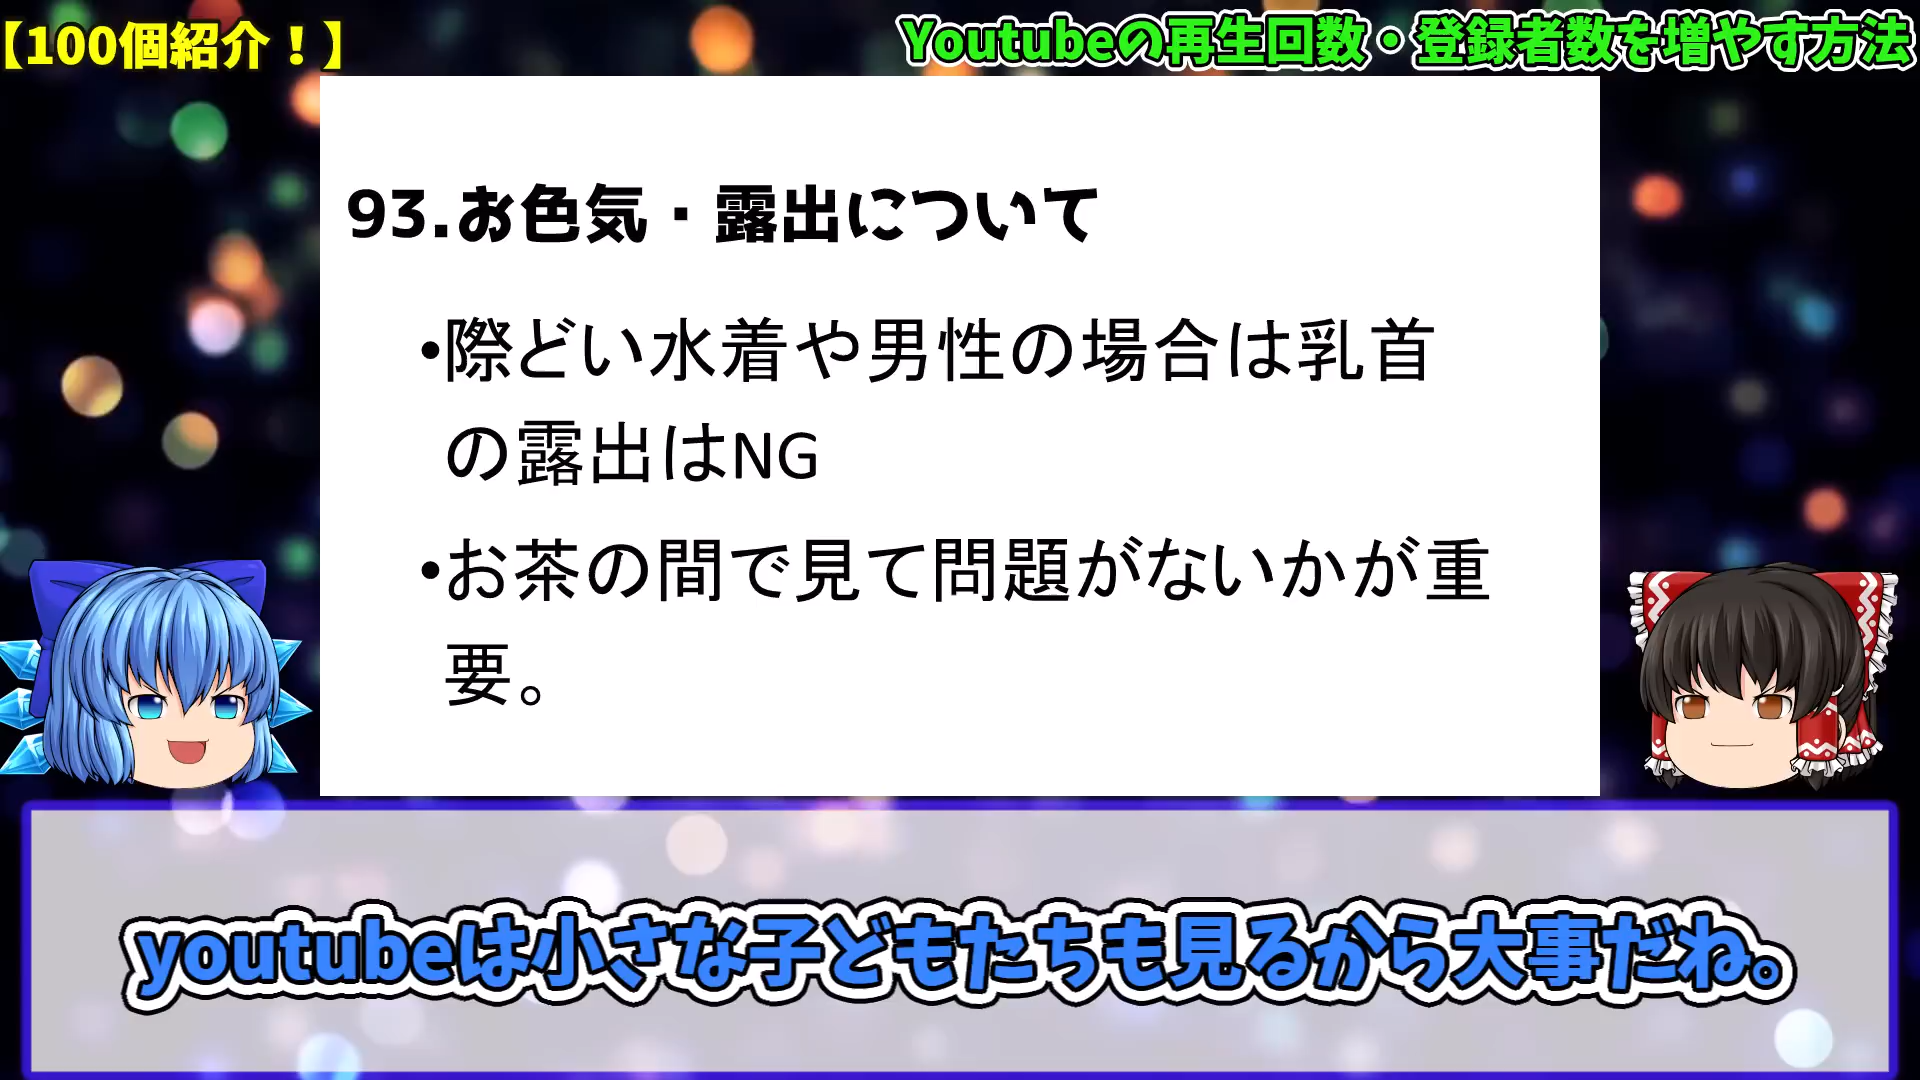 【100個紹介！】
Youtubeの再生回数・登録者数を増やす方法
93.お色気・露出について
•際どい水着や男性の場合は乳首
の露出はNG
•お茶の間で見て問題がないかが重
要。
youtubeは小さな子どもたちも見るから大事だね。